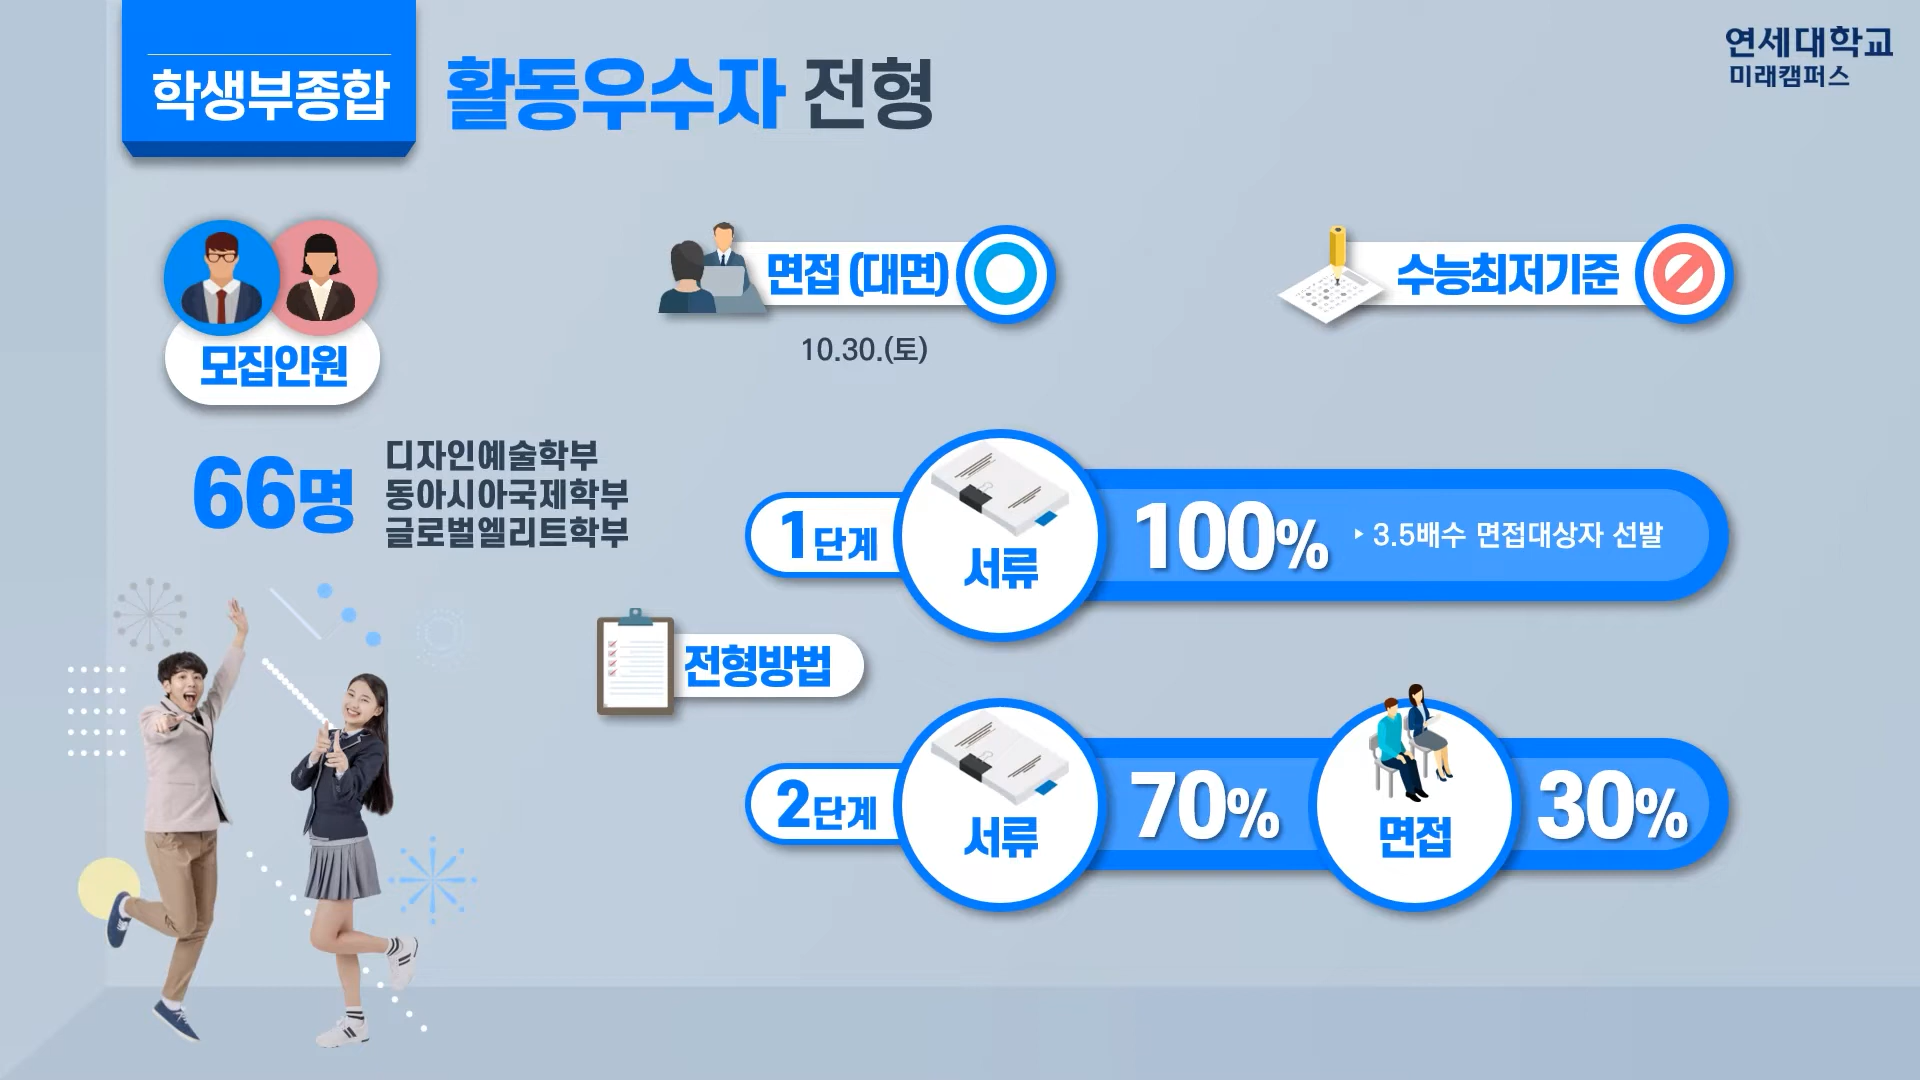 학생부종합
활동우수자 전형
연세대학교
미래캠퍼스
모집인원
66명
디자인예술학부
동아시아국제학부
글로벌엘리트학부
면접 (대면)
10.30.(토)
수능최저기준
전형방법
1단계
서류
100%
▸ 3.5배수 면접대상자 선발
2단계
서류
70%
면접
30%